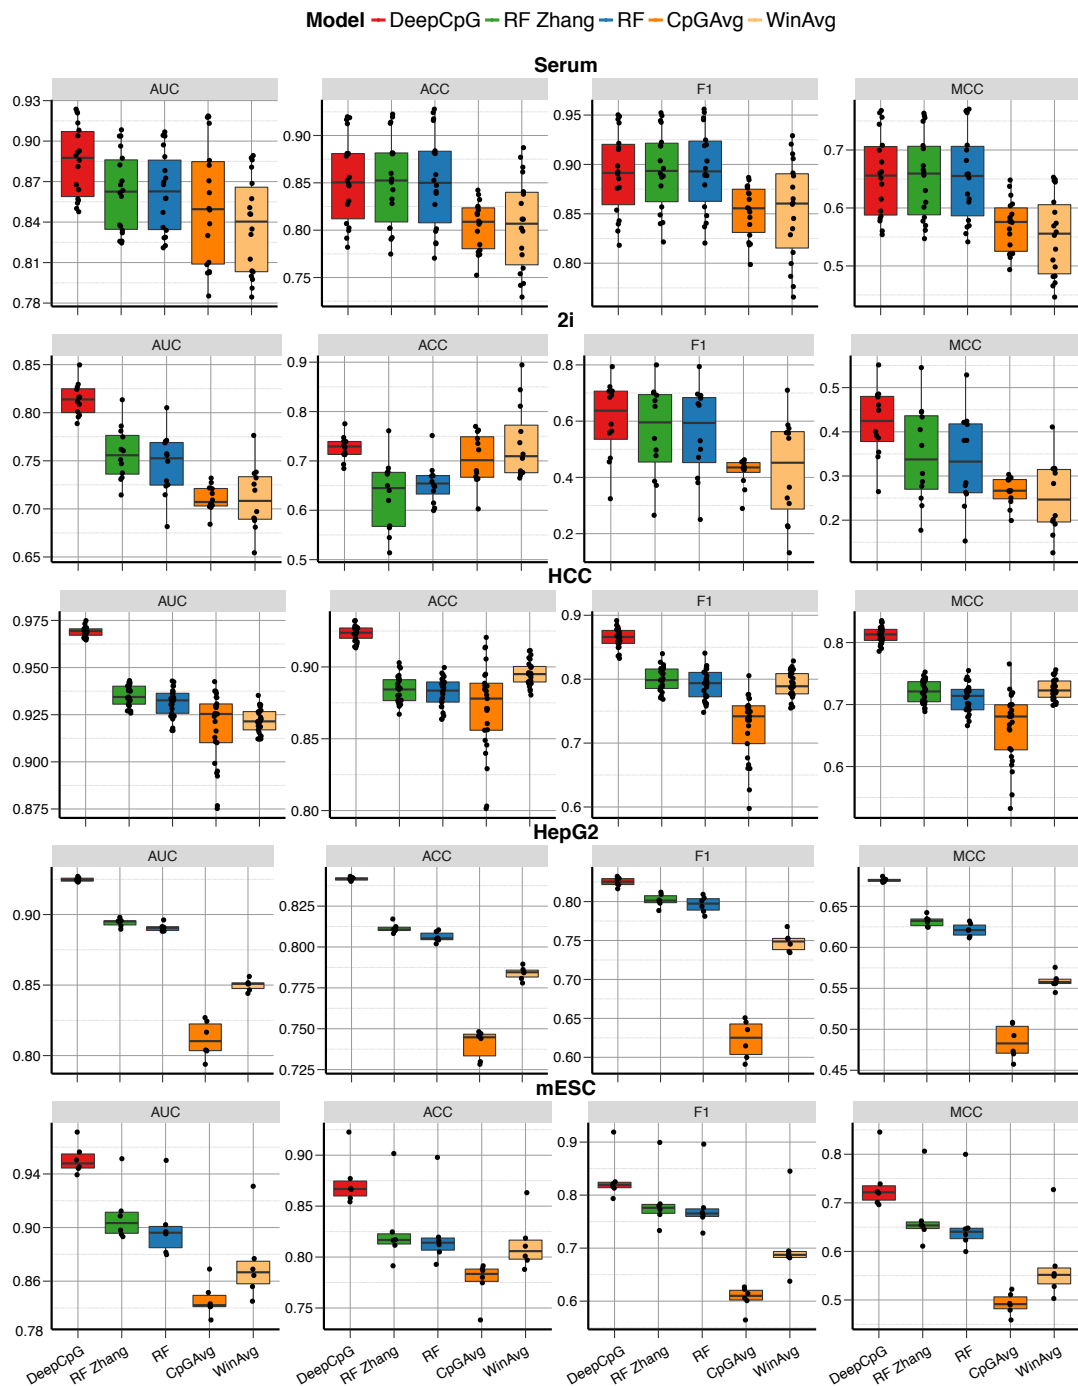 Model DeepCpG RF Zhang RF CpGAvg WinAvg
Serum
AUC ACC F1 MCC
0.93 0.90 0.87 0.84 0.81 0.78
0.90 0.85 0.80 0.75
0.95 0.90 0.85 0.80
0.7 0.6 0.5
2i
AUC ACC F1 MCC
0.85 0.80 0.75 0.70 0.65
0.9 0.8 0.7 0.6 0.5
0.8 0.6 0.4 0.2
0.5 0.4 0.3 0.2
HCC
AUC ACC F1 MCC
0.975 0.950 0.925 0.900 0.875
0.90 0.85 0.80
0.9 0.8 0.7 0.6
0.8 0.7 0.6
HepG2
AUC ACC F1 MCC
0.90 0.85 0.80
0.825 0.800 0.775 0.750 0.725
0.80 0.75 0.70 0.65 0.60
0.65 0.60 0.55 0.50 0.45
mESC
AUC ACC F1 MCC
0.94 0.90 0.86 0.78
0.90 0.85 0.80 0.75
0.9 0.8 0.7 0.6
0.8 0.7 0.6 0.5
DeepCpG RF Zhang RF CpGAvg WinAvg
DeepCpG RF Zhang RF CpGAvg WinAvg
DeepCpG RF Zhang RF CpGAvg WinAvg
DeepCpG RF Zhang RF CpGAvg WinAvg